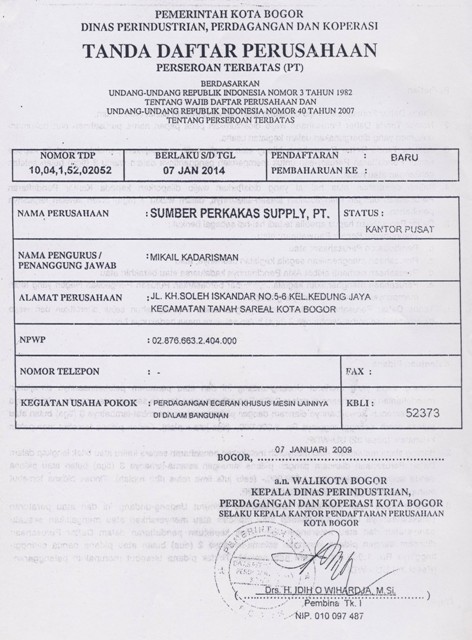 PEMERINTAH KOTA BOGOR
DINAS PERINDUSTRIAN, PERDAGANGAN DAN KOPERASI
TANDA DAFTAR PERUSAHAAN
PERSEROAN TERBATAS (PT)
BERDASARKAN
UNDANG-UNDANG REPUBLIK INDONESIA NOMOR 3 TAHUN 1982
TENTANG WAJIB DAFTAR PERUSAHAAN DAN
UNDANG-UNDANG REPUBLIK INDONESIA NOMOR 40 TAHUN 2007
TENTANG PERSEROAN TERBATAS
NOMOR TDP
10,04,1,52,02052
BERLAKU S/D TGL
07 JAN 2014
PENDAFTARAN : BARU
PEMBAHARUAN KE :
NAMA PERUSAHAAN : SUMBER PERKAKAS SUPPLY, PT.
STATUS :
KANTOR PUSAT
NAMA PENGURUS /
PENANGGUNG JAWAB : MIKAIL KADARISMAN
ALAMAT PERUSAHAAN : JL. KH.SOLEH ISKANDAR NO.5-6 KEL.KEDUNG JAYA
KECAMATAN TANAH SAREAL KOTA BOGOR
NPWP : 02.876.663.2.404.000
NOMOR TELEPON : -
FAX :
KEGIATAN USAHA POKOK : PERDAGANGAN ECERAN KHUSUS MESIN LAINNYA
DI DALAM BANGUNAN
KBLI :
52373
BOGOR, 07 JANUARI 2009
a.n. WALIKOTA BOGOR
KEPALA DINAS PERINDUSTRIAN,
PERDAGANGAN DAN KOPERASI KOTA BOGOR
SELAKU KEPALA KANTOR PENDAFTARAN PERUSAHAAN
KOTA BOGOR
PEMERINTAH KOTA
( Drs. H. IDIH O WIHARDJA, M.Si. )
Pembina Tk. I
NIP. 010 097 487